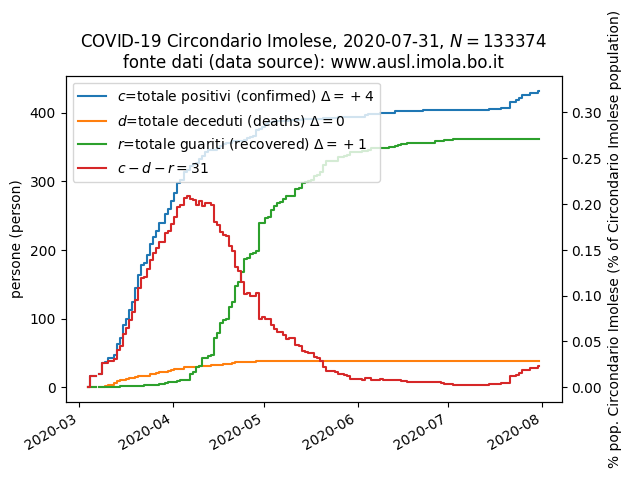 COVID-19 Circondario Imolese, 2020-07-31, N = 133374
fonte dati (data source): www.ausl.imola.bo.it
c=totale positivi (confirmed) Δ = +4
d=totale deceduti (deaths) Δ = 0
r=totale guariti (recovered) Δ = +1
c − d − r = 31
persone (person)
400
300
200
100
0
0.30
0.25
0.20
0.15
0.10
0.05
0.00
% pop. Circondario Imolese (% of Circondario Imolese population)
2020-03
2020-04
2020-05
2020-06
2020-07
2020-08